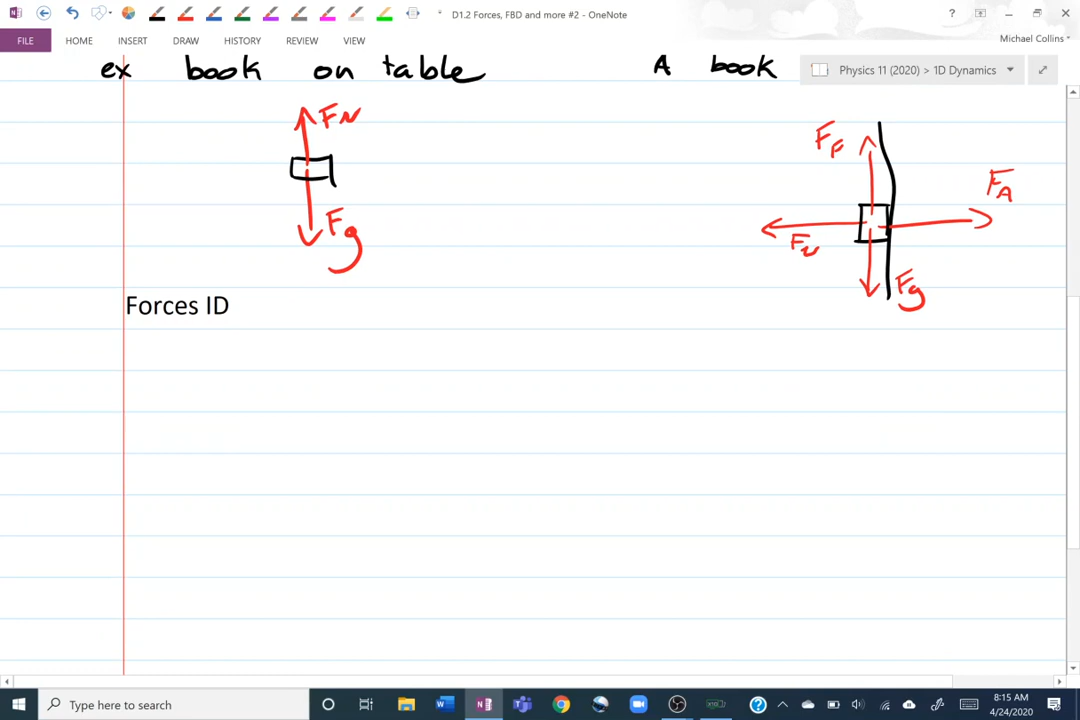 D1.2 Forces, FBD and more #2 - OneNote
?
FILE HOME INSERT DRAW HISTORY REVIEW VIEW
Michael Collins
ex book on table
A book
Physics 11 (2020) > 1D Dynamics
FN
Fg
FF
FA
FN
Fg
Forces ID
Type here to search
8:15 AM
4/24/2020